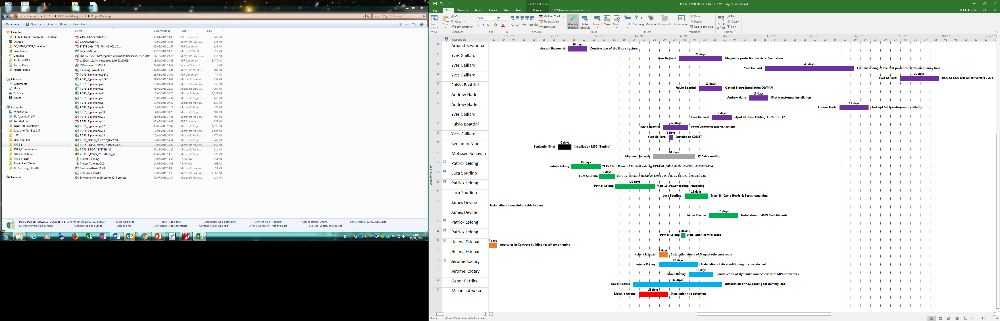 Computer ▸ POPS_B ▸ 00_ProjectManagement ▸ Project Planning
Search Project Planning
Organize Open Print Burn New folder
Favorites
CERN_FulvioB team folder - Shortcut
Desktop
DO_30160_CERN_Containers
Downloads
OneDrive
Public on DFS
Recent Places
PapersToRead
Libraries
Documents
Music
Pictures
Videos
Computer
Windows (C:)
dfs (\\cern.ch) (G:)
Autodesk 360
BOOSTER_Explotation
Capacitor Test Bed 287
HPC
Mail_ARCHIVE
POPS_B
POPS_Consolidation
POPS_Explotation
POPS_Project
Power Stack Tester
RF_Powering_SPS-200
Network
Name Date modified Type Size
ATS-PM-MS-0001-0-2 30/04/2015 13:06 PDF Document 549 KB
CoActivityB245 15/03/2018 16:35 Microsoft Excel W... 125 KB
EYETS_2016_ATS-PM-MS-0001-0-1 02/02/2015 11:57 PDF Document 133 KB
LegendaGroups 06/10/2016 10:25 Microsoft Word D... 19 KB
LIU_PSB_5p2_2GeVUpgrade_Workunits_Rebaseline_dec_2014 11/12/2014 09:46 Microsoft Excel 97... 146 KB
LS2Days_LIUActivities_jcoupard_20150929 18/01/2016 08:53 PDF Document 3,470 KB
LS2planningEDMSlink 29/09/2017 13:42 Internet Shortcut 1 KB
Planning_Symplified 07/06/2016 14:01 Microsoft Word D... 109 KB
POPS_B_planningV3EPC 21/08/2015 18:02 PDF Document 79 KB
POPS_B_planningV3EPC 21/08/2015 19:02 Microsoft Excel W... 257 KB
POPS_B_planningV4 28/09/2015 09:54 Microsoft Excel W... 256 KB
POPS_B_planningV5 08/01/2016 22:14 Microsoft Excel W... 269 KB
POPS_B_planningV6 15/01/2016 14:26 Microsoft Project ... 1,322 KB
POPS_B_planningV7 20/01/2016 15:37 Microsoft Project ... 446 KB
POPS_B_planningV8 14/03/2016 09:32 Microsoft Project ... 889 KB
POPS_B_planningV9 14/03/2016 11:12 Microsoft Project ... 435 KB
POPS_B_planningV10 14/03/2016 18:28 Microsoft Project ... 501 KB
POPS_B_planningV11 31/05/2016 17:31 Microsoft Project ... 499 KB
POPS_B_planningV11 06/06/2016 18:03 PDF Document 133 KB
POPS_B_planningV12 08/06/2017 17:02 Microsoft Project ... 1,522 KB
POPS_B_planningV13 19/06/2017 10:25 Microsoft Project ... 1,528 KB
POPS_B_planningV14 15/01/2018 16:34 Microsoft Project ... 470 KB
POPS_POPSB_Nov2017_Dec2018 12/03/2018 14:54 Microsoft Project ... 947 KB
POPS_POPSB_Nov2017_Dec2018_V1 12/03/2018 15:33 Microsoft Project ... 659 KB
POPS-B_POPS_EYETS16-17 02/12/2016 11:29 Microsoft Project ... 511 KB
POPS-B_POPS_EYETS16-17_V2 06/01/2017 13:13 Microsoft Project ... 720 KB
Project Planning 15/07/2015 13:56 7z Archive 854 KB
Project PlanningOLD 12/02/2016 13:01 7z Archive 498 KB
ResourcePlanPOPS-B 10/07/2015 13:03 Microsoft Excel W... 14 KB
ResourcesPlanOld 29/01/2015 12:40 Microsoft Excel W... 21,362 KB
Schedule civil engineering B245 project 09/07/2013 11:34 Microsoft Project ... 230 KB
POPS_POPSB_Nov2017_Dec2018_V1 Date modified: 12/03/2018 15:33 Tags: Add a tag Title: Add a title Categories: Add a category Content type: Add text Offline status: Online Date created: 12/03/2018 14:55
Microsoft Project Document Authors: Add an author Size: 658 KB Comments: Add comments Content status: Add text Offline availability: Not available Subject: Specify the subject
15:54
20/03/2018
Gantt Chart Tools
POPS_POPSB_Nov2017_Dec2018_V1 - Project Professional
File Task Resource Report Project View Team Format Tell me what you want to do...
Fulvio Boattini
Gantt Chart
View
Paste
Cut
Copy
Format Painter
Clipboard
Calibri 11
B I U
Font
Mark on Track
Respect Links
Inactivate
Schedule
Manually Schedule
Auto Schedule
Inspect Move Mode
Tasks
Task Summary Milestone Deliverable
Insert
Information
Notes
Details
Add to Timeline
Properties
Scroll to Task
Find
Clear
Fill
Editing
Responsible
Dec '17 Jan '18 Feb '18 Mar '18 Apr '18 May '18 Jun '18 Jul '18 Aug '18 Sep '18 Oct '18 Nov '18
20 27 04 11 18 25 01 08 15 22 29 05 12 19 26 05 12 19 26 02 09 16 23 30 07 14 21 28 04 11 18 25 02 09 16 23 30 06 13 20 27 03 10 17 24 01 08 15 22 29
GANTT CHART
16 Arnaud Bessonnat
10 days
Arnaud Bessonnat Construction of the Fuse structure
17 Yves Gaillard
21 days
Yves Gaillard Magnetics protection barriers: Realization
18 Yves Gaillard
43 days
Yves Gaillard Commissioning of the first power converter on dummy load
19 Yves Gaillard
20 days
Yves Gaillard Back to back test on converters 2 & 3
20 Fulvio Boattini
11 days
Fulvio Boattini Optical Fibers installation DIVPAM
21 Andrew Harle
10 days
Andrew Harle First transformer installation
22 Andrew Harle
15 days
Andrew Harle 2nd and 3rd transformers installation
23 Yves Gaillard
9 days
Yves Gaillard April 18. Fuse Cabling: C125 to C142
24 Fulvio Boattini
12 days
Fulvio Boattini Power converter interconections
25 Yves Gaillard
2 days
Yves Gaillard Instalation COMET
26 Benjamin Ninet
6 days
Benjamin Ninet Installation MTG (Timing)
27 Mohssen Souayah
20 days
Mohssen Souayah IT Cable routing
28 Patrick Lelong
15 days
Patrick Lelong YETS 17-18 Power & Control cabling C19-C20, C49-C50-C51-C52-C61-C62-C63-C64
29 Luca Sburlino
9 days
Luca Sburlino YETS 17-18 Cable Heads & Tests C15-C16-C5-C6-C27-C28-C33-C34
30 Patrick Lelong
20 days
Patrick Lelong Mars 18. Power cabling: remaining
31 Luca Sburlino
11 days
Luca Sburlino Mars 18. Cable Heads & Tests: remaining
32 James Devine
Installation of remaining cable ladders
33 James Devine
15 days
James Devine Installation of 400V Switchboards
34 Patrick Lelong
35 Patrick Lelong
3 days
Patrick Lelong Installation control racks
36 Helena Esteban
5 days
Apertures in Concrete building for air conditioning
37 Helena Esteban
5 days
Helena Esteban Installation doors of Magnet reference room
38 Jerome Rodary
20 days
Jerome Rodary Installation of Air conditioning in concrete part
39 Jerome Rodary
12 days
Jerome Rodary Construction of Hydraulic connections with MPC converters
40 Gabor Petrika
43 days
Gabor Petrika Installation of new cooling for dummy load
41 Melania Arvena
15 days
Melania Arvena Installation fire detection
Ready New Tasks : Manually Scheduled